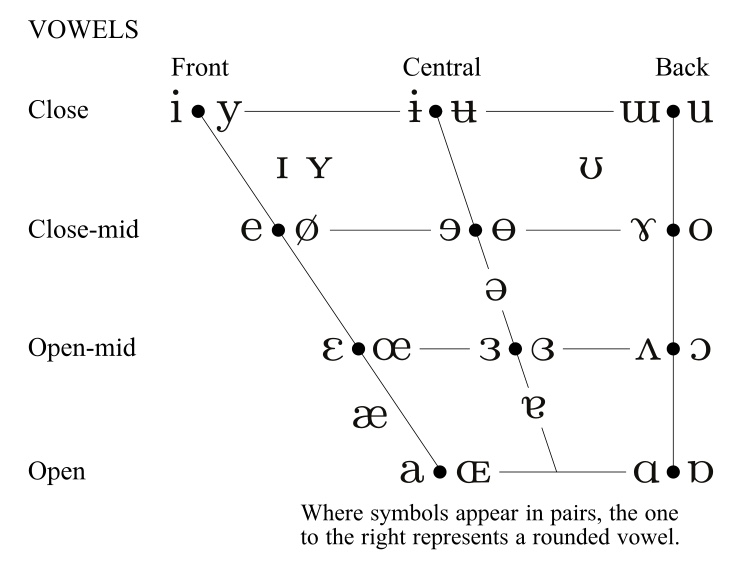 VOWELS
Front Central Back
Close i y ɨ ʉ ɯ u
ɪ ʏ ʊ
Close-mid e ø ɘ ɵ ɤ o
ə
Open-mid ɛ œ ɜ ɞ ʌ ɔ
æ ɐ
Open a ɶ ɑ ɒ
Where symbols appear in pairs, the one
to the right represents a rounded vowel.